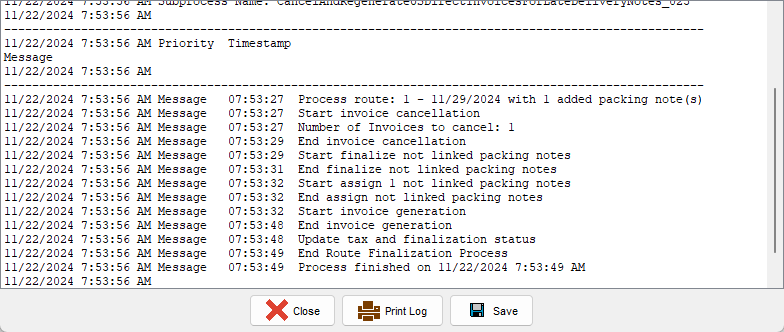 11/22/2024 7:53:56 AM Subprocess Name: CancelAndRegenerateUSDirectInvoicesForLateDeliveryNotes_025
11/22/2024 7:53:56 AM
----------------------------------------------------------------------------------------------------
11/22/2024 7:53:56 AM Priority  Timestamp
Message
11/22/2024 7:53:56 AM
----------------------------------------------------------------------------------------------------
11/22/2024 7:53:56 AM Message   07:53:27  Process route: 1 - 11/29/2024 with 1 added packing note(s)
11/22/2024 7:53:56 AM Message   07:53:27  Start invoice cancellation
11/22/2024 7:53:56 AM Message   07:53:27  Number of Invoices to cancel: 1
11/22/2024 7:53:56 AM Message   07:53:29  End invoice cancellation
11/22/2024 7:53:56 AM Message   07:53:29  Start finalize not linked packing notes
11/22/2024 7:53:56 AM Message   07:53:31  End finalize not linked packing notes
11/22/2024 7:53:56 AM Message   07:53:32  Start assign 1 not linked packing notes
11/22/2024 7:53:56 AM Message   07:53:32  End assign not linked packing notes
11/22/2024 7:53:56 AM Message   07:53:32  Start invoice generation
11/22/2024 7:53:56 AM Message   07:53:48  End invoice generation
11/22/2024 7:53:56 AM Message   07:53:48  Update tax and finalization status
11/22/2024 7:53:56 AM Message   07:53:49  End Route Finalization Process
11/22/2024 7:53:56 AM Message   07:53:49  Process finished on 11/22/2024 7:53:49 AM
11/22/2024 7:53:56 AM
Close Print Log Save